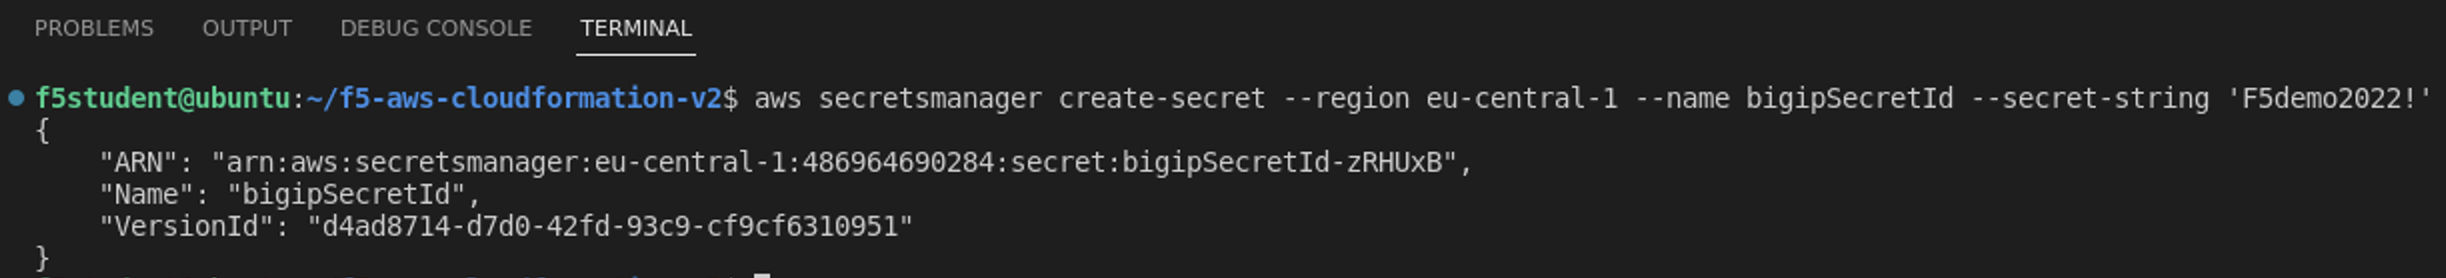 PROBLEMS OUTPUT DEBUG CONSOLE TERMINAL
f5student@ubuntu:~/f5-aws-cloudformation-v2$ aws secretsmanager create-secret --region eu-central-1 --name bigipSecretId --secret-string 'F5demo2022!'
{
    "ARN": "arn:aws:secretsmanager:eu-central-1:486964690284:secret:bigipSecretId-zRHUxB",
    "Name": "bigipSecretId",
    "VersionId": "d4ad8714-d7d0-42fd-93c9-cf9cf6310951"
}